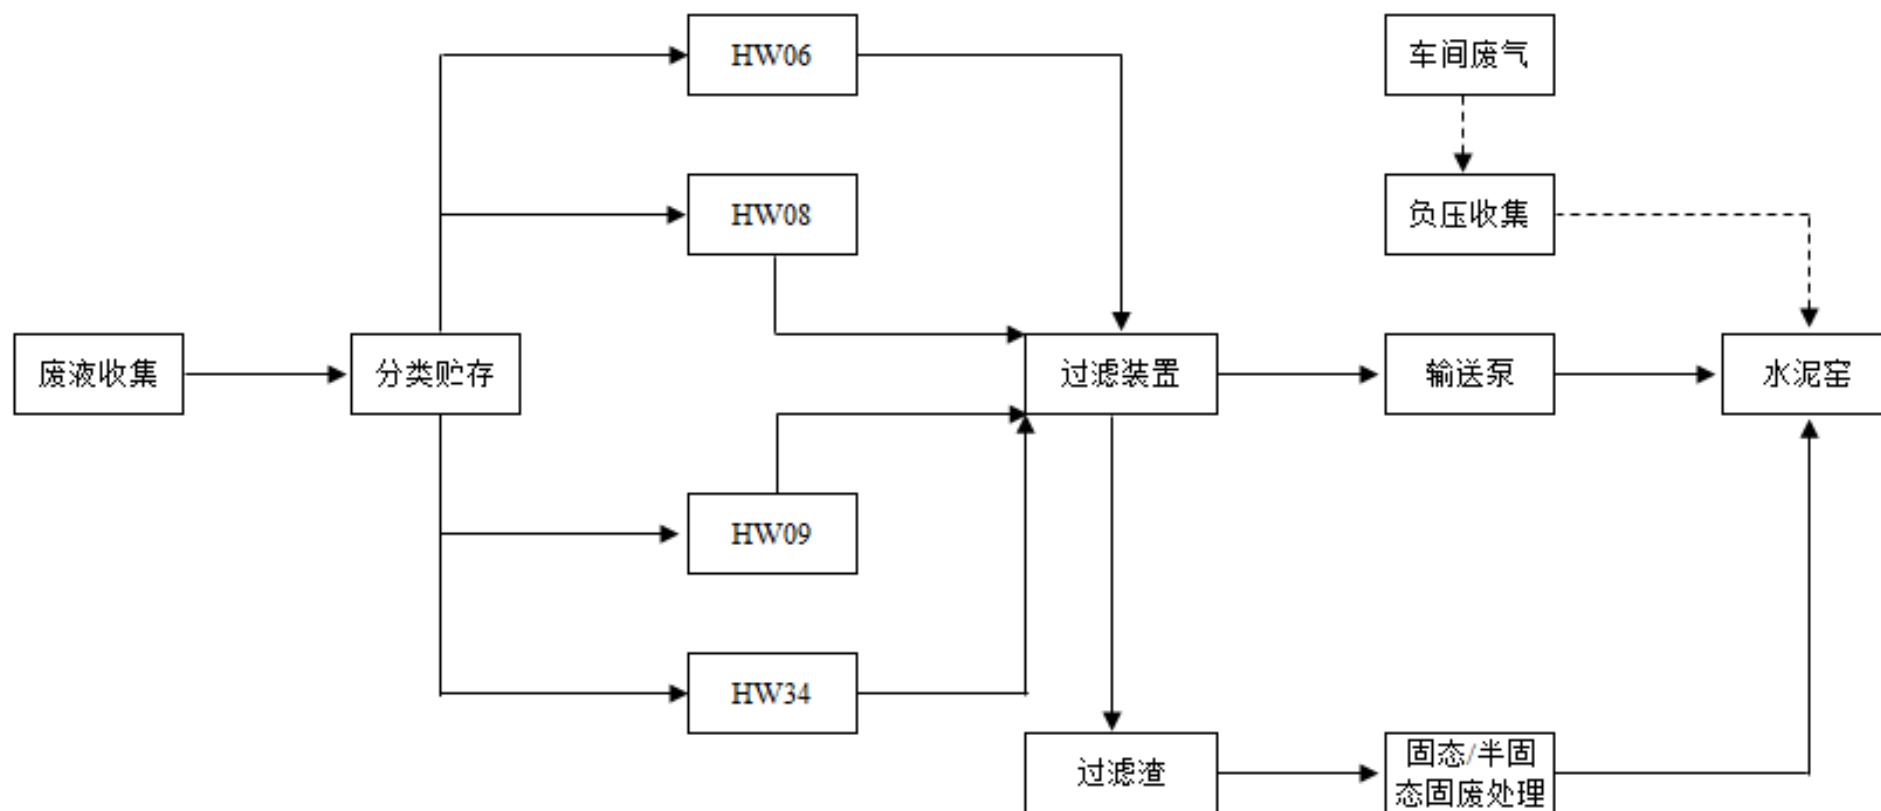 HW06
车间废气
HW08
负压收集
废液收集
分类贮存
过滤装置
输送泵
水泥窑
HW09
HW34
过滤渣
固态/半固
态固废处理